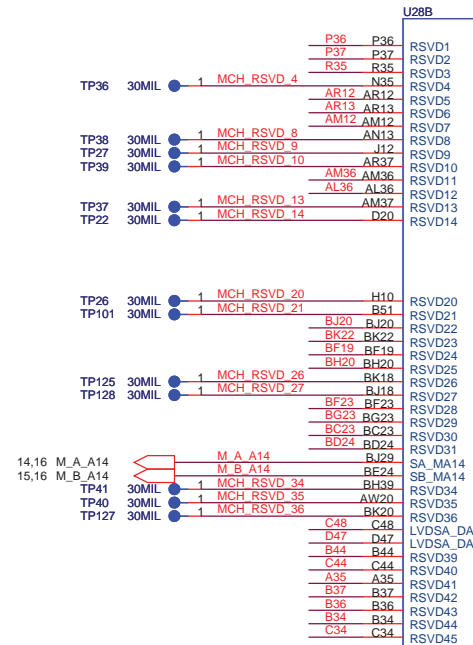 U28B
P36 P36 RSVD1
P37 P37 RSVD2
R35 R35 RSVD3
TP36 30MIL 1 MCH_RSVD_4 N35 RSVD4
AR12 AR12 RSVD5
AR13 AR13 RSVD6
AM12 AM12 RSVD7
TP38 30MIL 1 MCH_RSVD_8 AN13 RSVD8
TP27 30MIL 1 MCH_RSVD_9 J12 RSVD9
TP39 30MIL 1 MCH_RSVD_10 AR37 RSVD10
AM36 AM36 RSVD11
AL36 AL36 RSVD12
TP37 30MIL 1 MCH_RSVD_13 AM37 RSVD13
TP22 30MIL 1 MCH_RSVD_14 D20 RSVD14
TP26 30MIL 1 MCH_RSVD_20 H10 RSVD20
TP101 30MIL 1 MCH_RSVD_21 B51 RSVD21
BJ20 BJ20 RSVD22
BK22 BK22 RSVD23
BF19 BF19 RSVD24
BH20 BH20 RSVD25
TP125 30MIL 1 MCH_RSVD_26 BK18 RSVD26
TP128 30MIL 1 MCH_RSVD_27 BJ18 RSVD27
BF23 BF23 RSVD28
BG23 BG23 RSVD29
BC23 BC23 RSVD30
BD24 BD24 RSVD31
14,16 M_A_A14 M_A_A14 BJ29 SA_MA14
15,16 M_B_A14 M_B_A14 BE24 SB_MA14
TP41 30MIL 1 MCH_RSVD_34 BH39 RSVD34
TP40 30MIL 1 MCH_RSVD_35 AW20 RSVD35
TP127 30MIL 1 MCH_RSVD_36 BK20 RSVD36
C48 C48 LVDSA_DA
D47 D47 LVDSA_DA
B44 B44 RSVD39
C44 C44 RSVD40
A35 A35 RSVD41
B37 B37 RSVD42
B36 B36 RSVD43
B34 B34 RSVD44
C34 C34 RSVD45